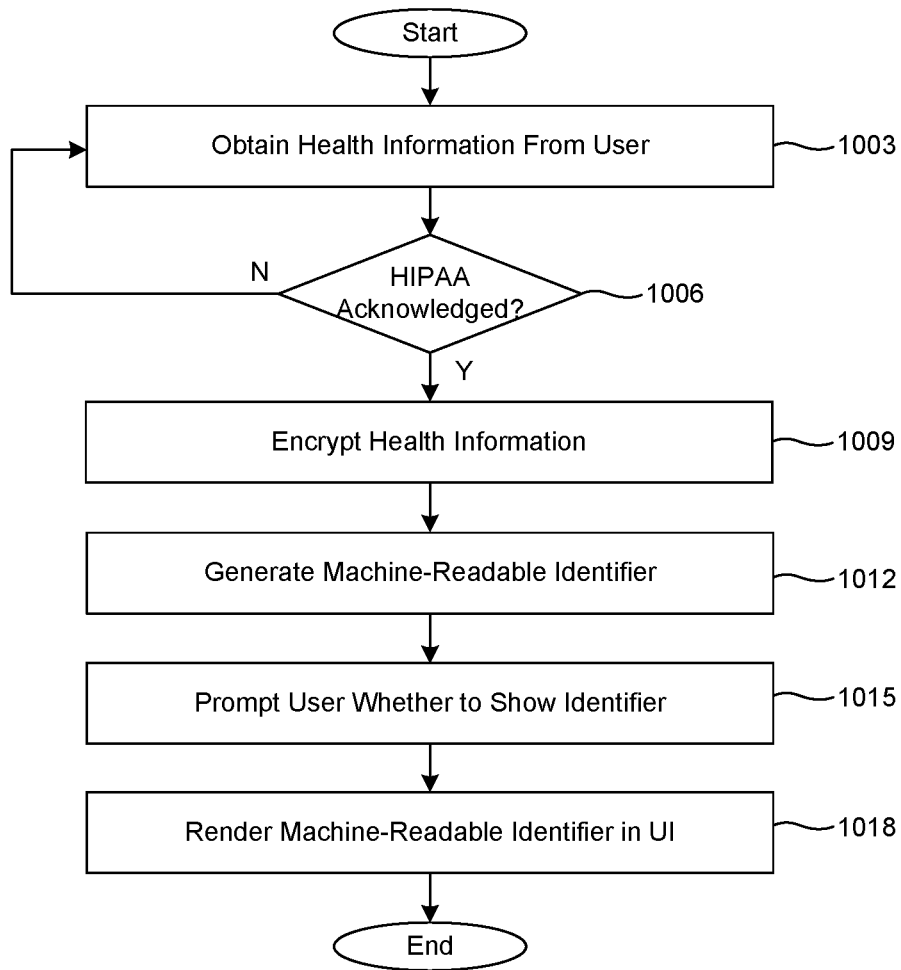 Start
Obtain Health Information From User
1003
N
HIPAA
Acknowledged?
1006
Y
Encrypt Health Information
1009
Generate Machine-Readable Identifier
1012
Prompt User Whether to Show Identifier
1015
Render Machine-Readable Identifier in UI
1018
End